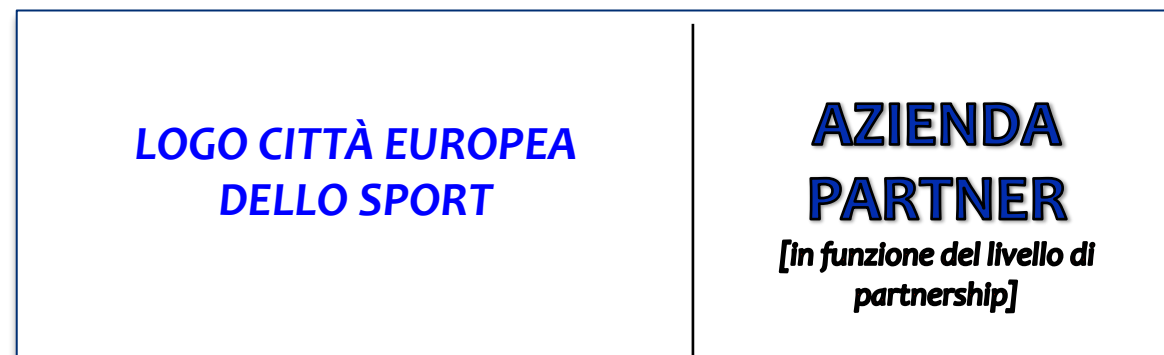 LOGO CITTÀ EUROPEA
DELLO SPORT
AZIENDA
PARTNER
[in funzione del livello di
partnership]